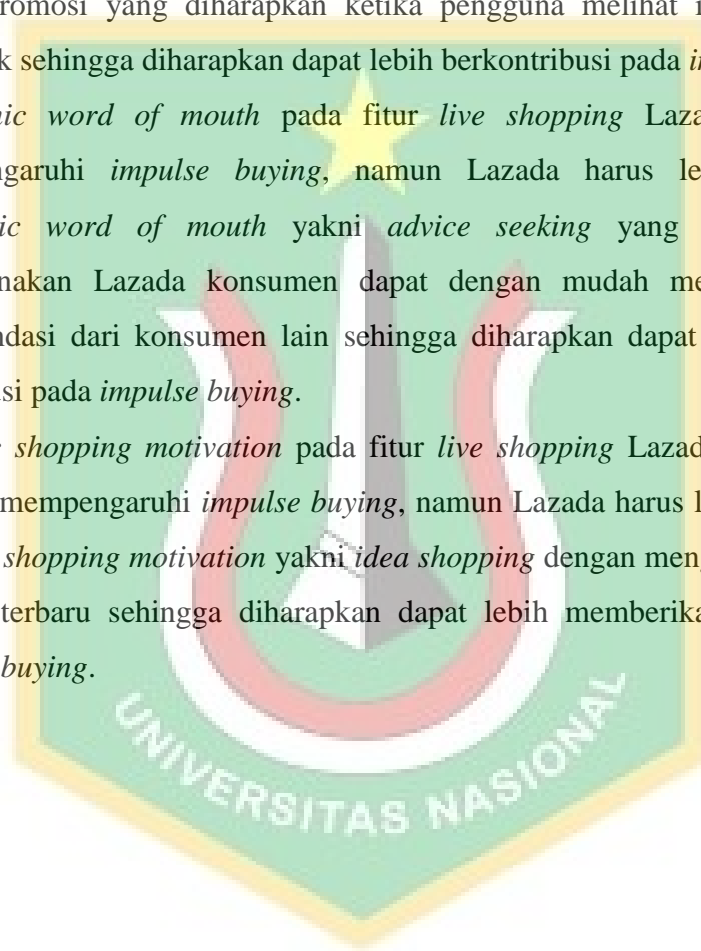 romosi yang diharapkan ketika pengguna melihat
k sehingga diharapkan dapat lebih berkontribusi pada
ic word of mouth pada fitur live shopping Laza
garuhi impulse buying, namun Lazada harus le
ic word of mouth yakni advice seeking yang
nakan Lazada konsumen dapat dengan mudah me
ndasi dari konsumen lain sehingga diharapkan dapat
si pada impulse buying.
shopping motivation pada fitur live shopping Lazad
mempengaruhi impulse buying, namun Lazada harus l
shopping motivation yakni idea shopping dengan men
terbaru sehingga diharapkan dapat lebih memberika
buying.
UNIVERSITAS NASIONAL